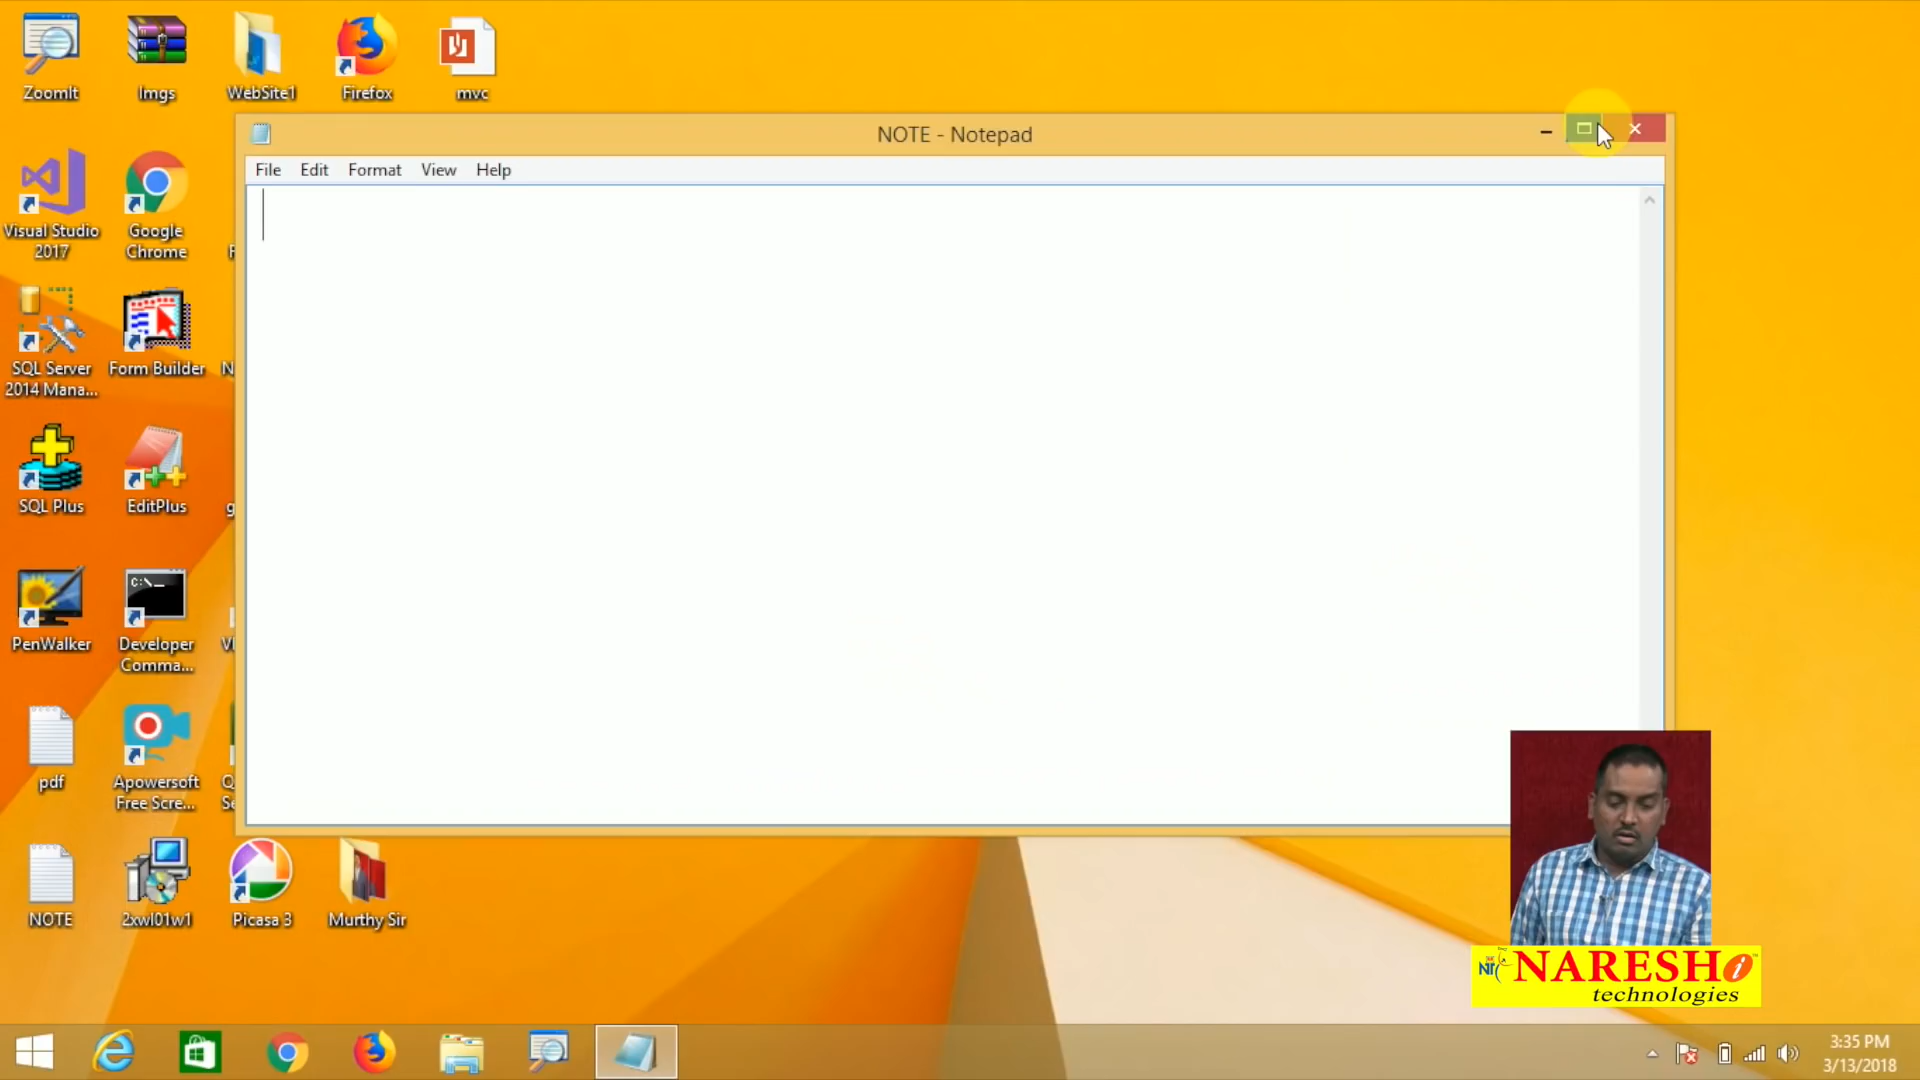 ZoomIt
Imgs
WebSite1
Firefox
mvc
NOTE - Notepad
File Edit Format View Help
Visual Studio
2017
Google
Chrome
SQL Server
2014 Mana...
Form Builder
SQL Plus
EditPlus
PenWalker
Developer
Comma...
pdf
Apowersoft
Free Scre...
NOTE
2xwl01w1
Picasa 3
Murthy Sir
NARESH i
technologies
3:35 PM
3/13/2018